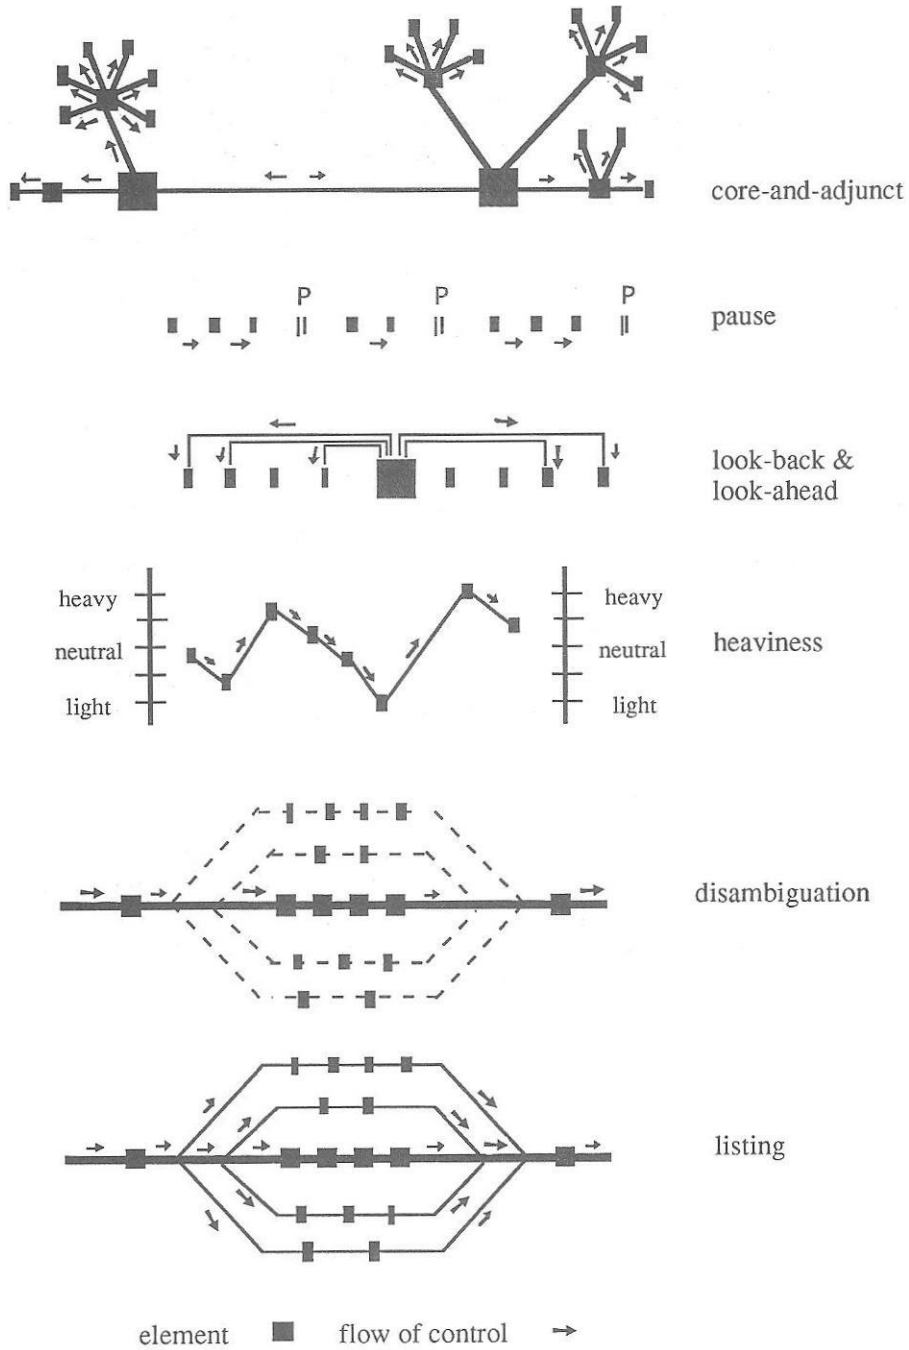 core-and-adjunct
P P P
pause
look-back &
look-ahead
heavy heavy
neutral neutral
light light
heaviness
disambiguation
listing
element flow of control